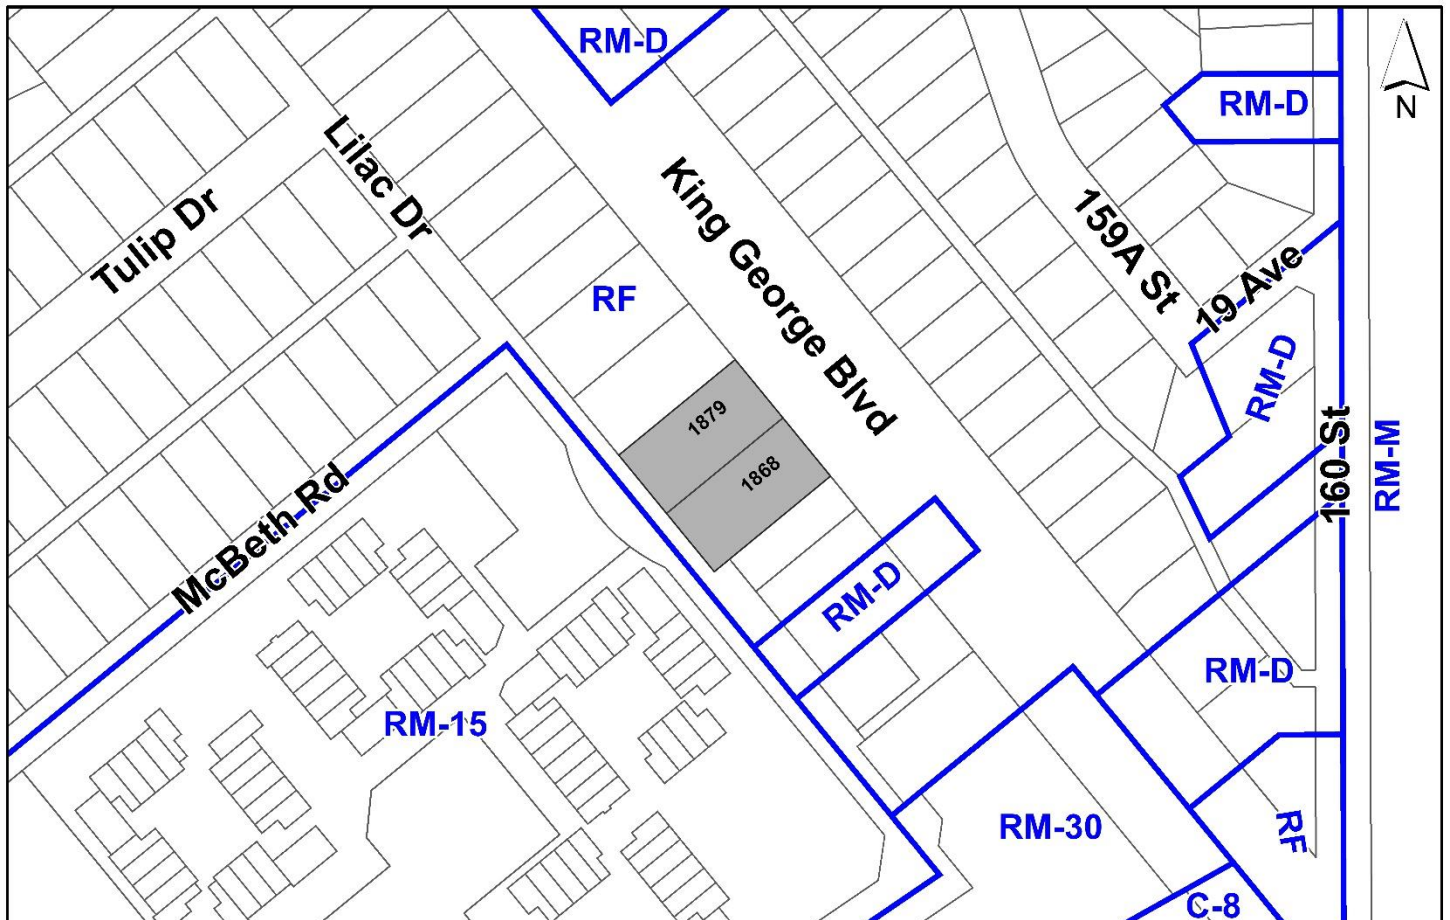 RM-D
N
RM-D
Lilac Dr
King George Blvd
Tulip Dr
159A St
19 Ave
RF
RM-D
1879
160 St
RM-M
1868
McBeth Rd
RM-D
RM-D
RM-15
RM-30
RF
C-8